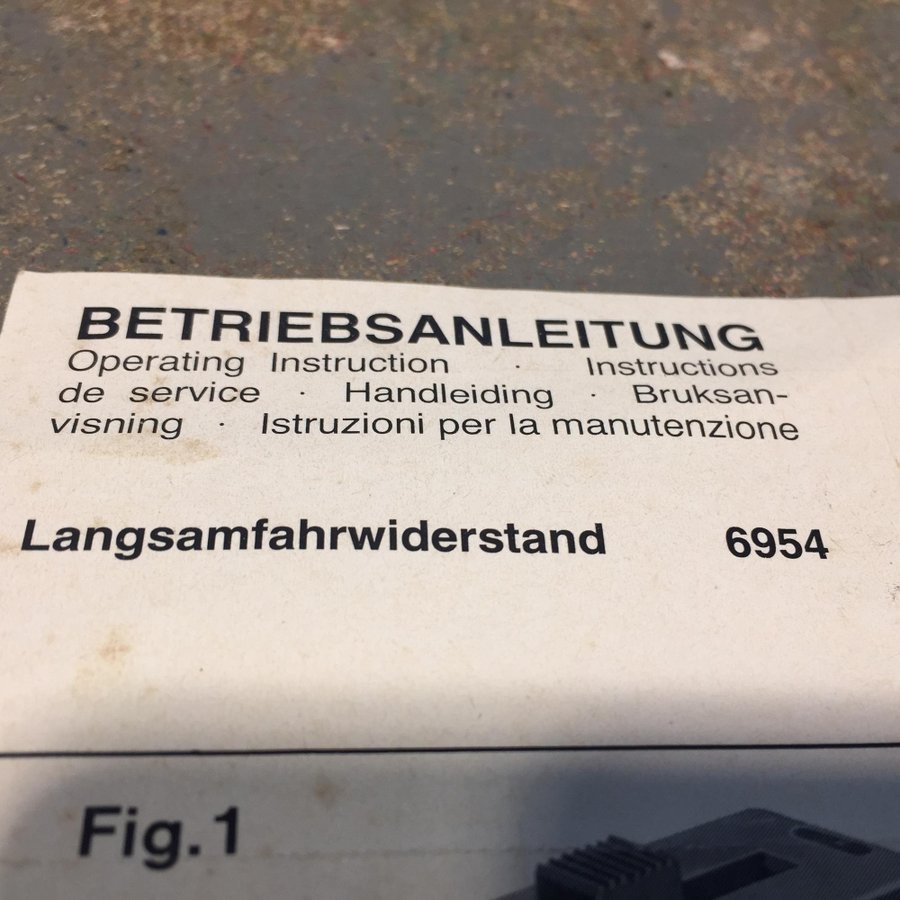 BETRIEBSANLEITUNG
Operating Instruction · Instructions
de service · Handleiding · Bruksan-
visning · Istruzioni per la manutenzione
Langsamfahrwiderstand 6954
Fig.1